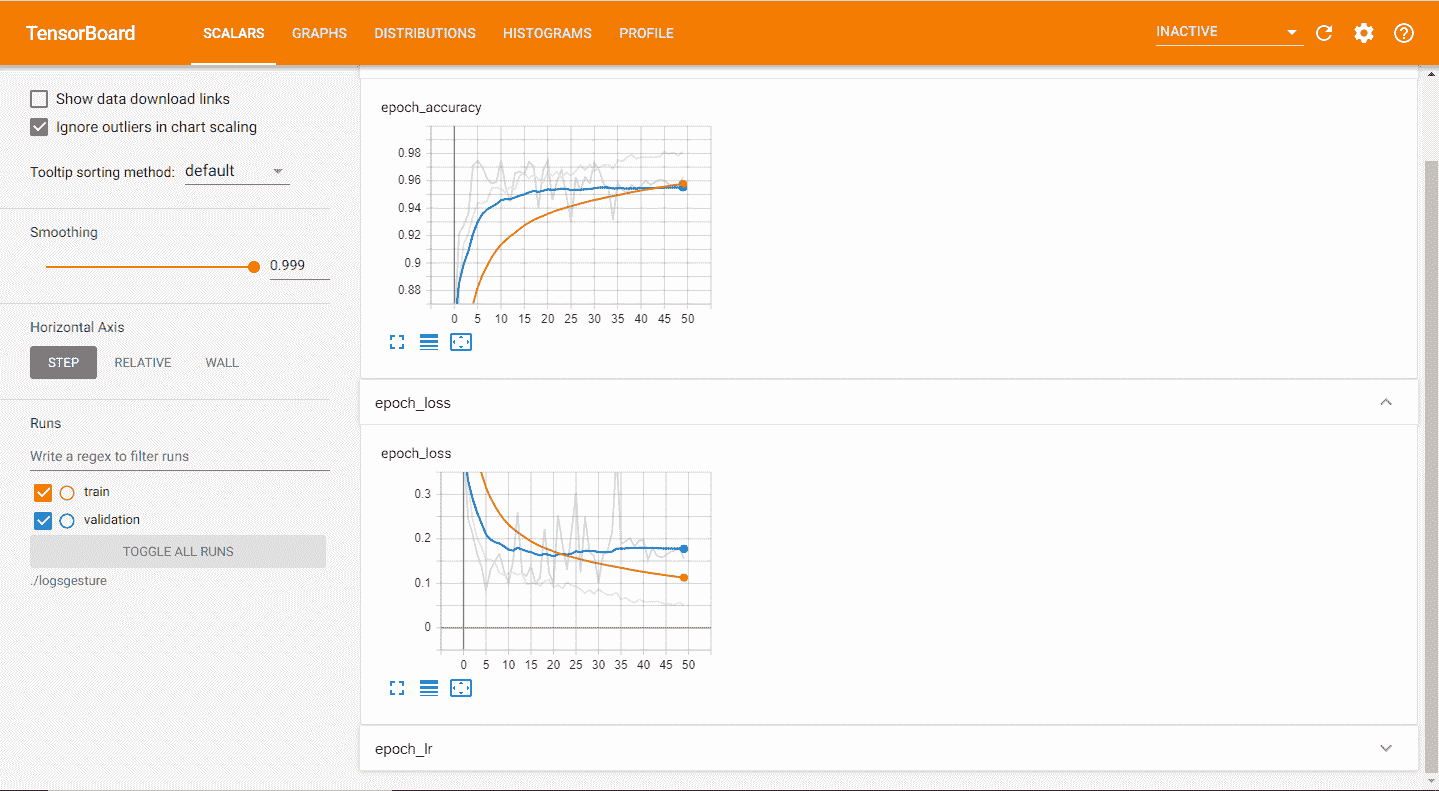 TensorBoard SCALARS GRAPHS DISTRIBUTIONS HISTOGRAMS PROFILE INACTIVE
Show data download links
Ignore outliers in chart scaling
Tooltip sorting method: default
Smoothing
0.999
Horizontal Axis
STEP RELATIVE WALL
Runs
Write a regex to filter runs
train
validation
TOGGLE ALL RUNS
./logsgesture
epoch_accuracy
0.98
0.96
0.94
0.92
0.9
0.88
0 5 10 15 20 25 30 35 40 45 50
epoch_loss
epoch_loss
0.3
0.2
0.1
0
0 5 10 15 20 25 30 35 40 45 50
epoch_lr